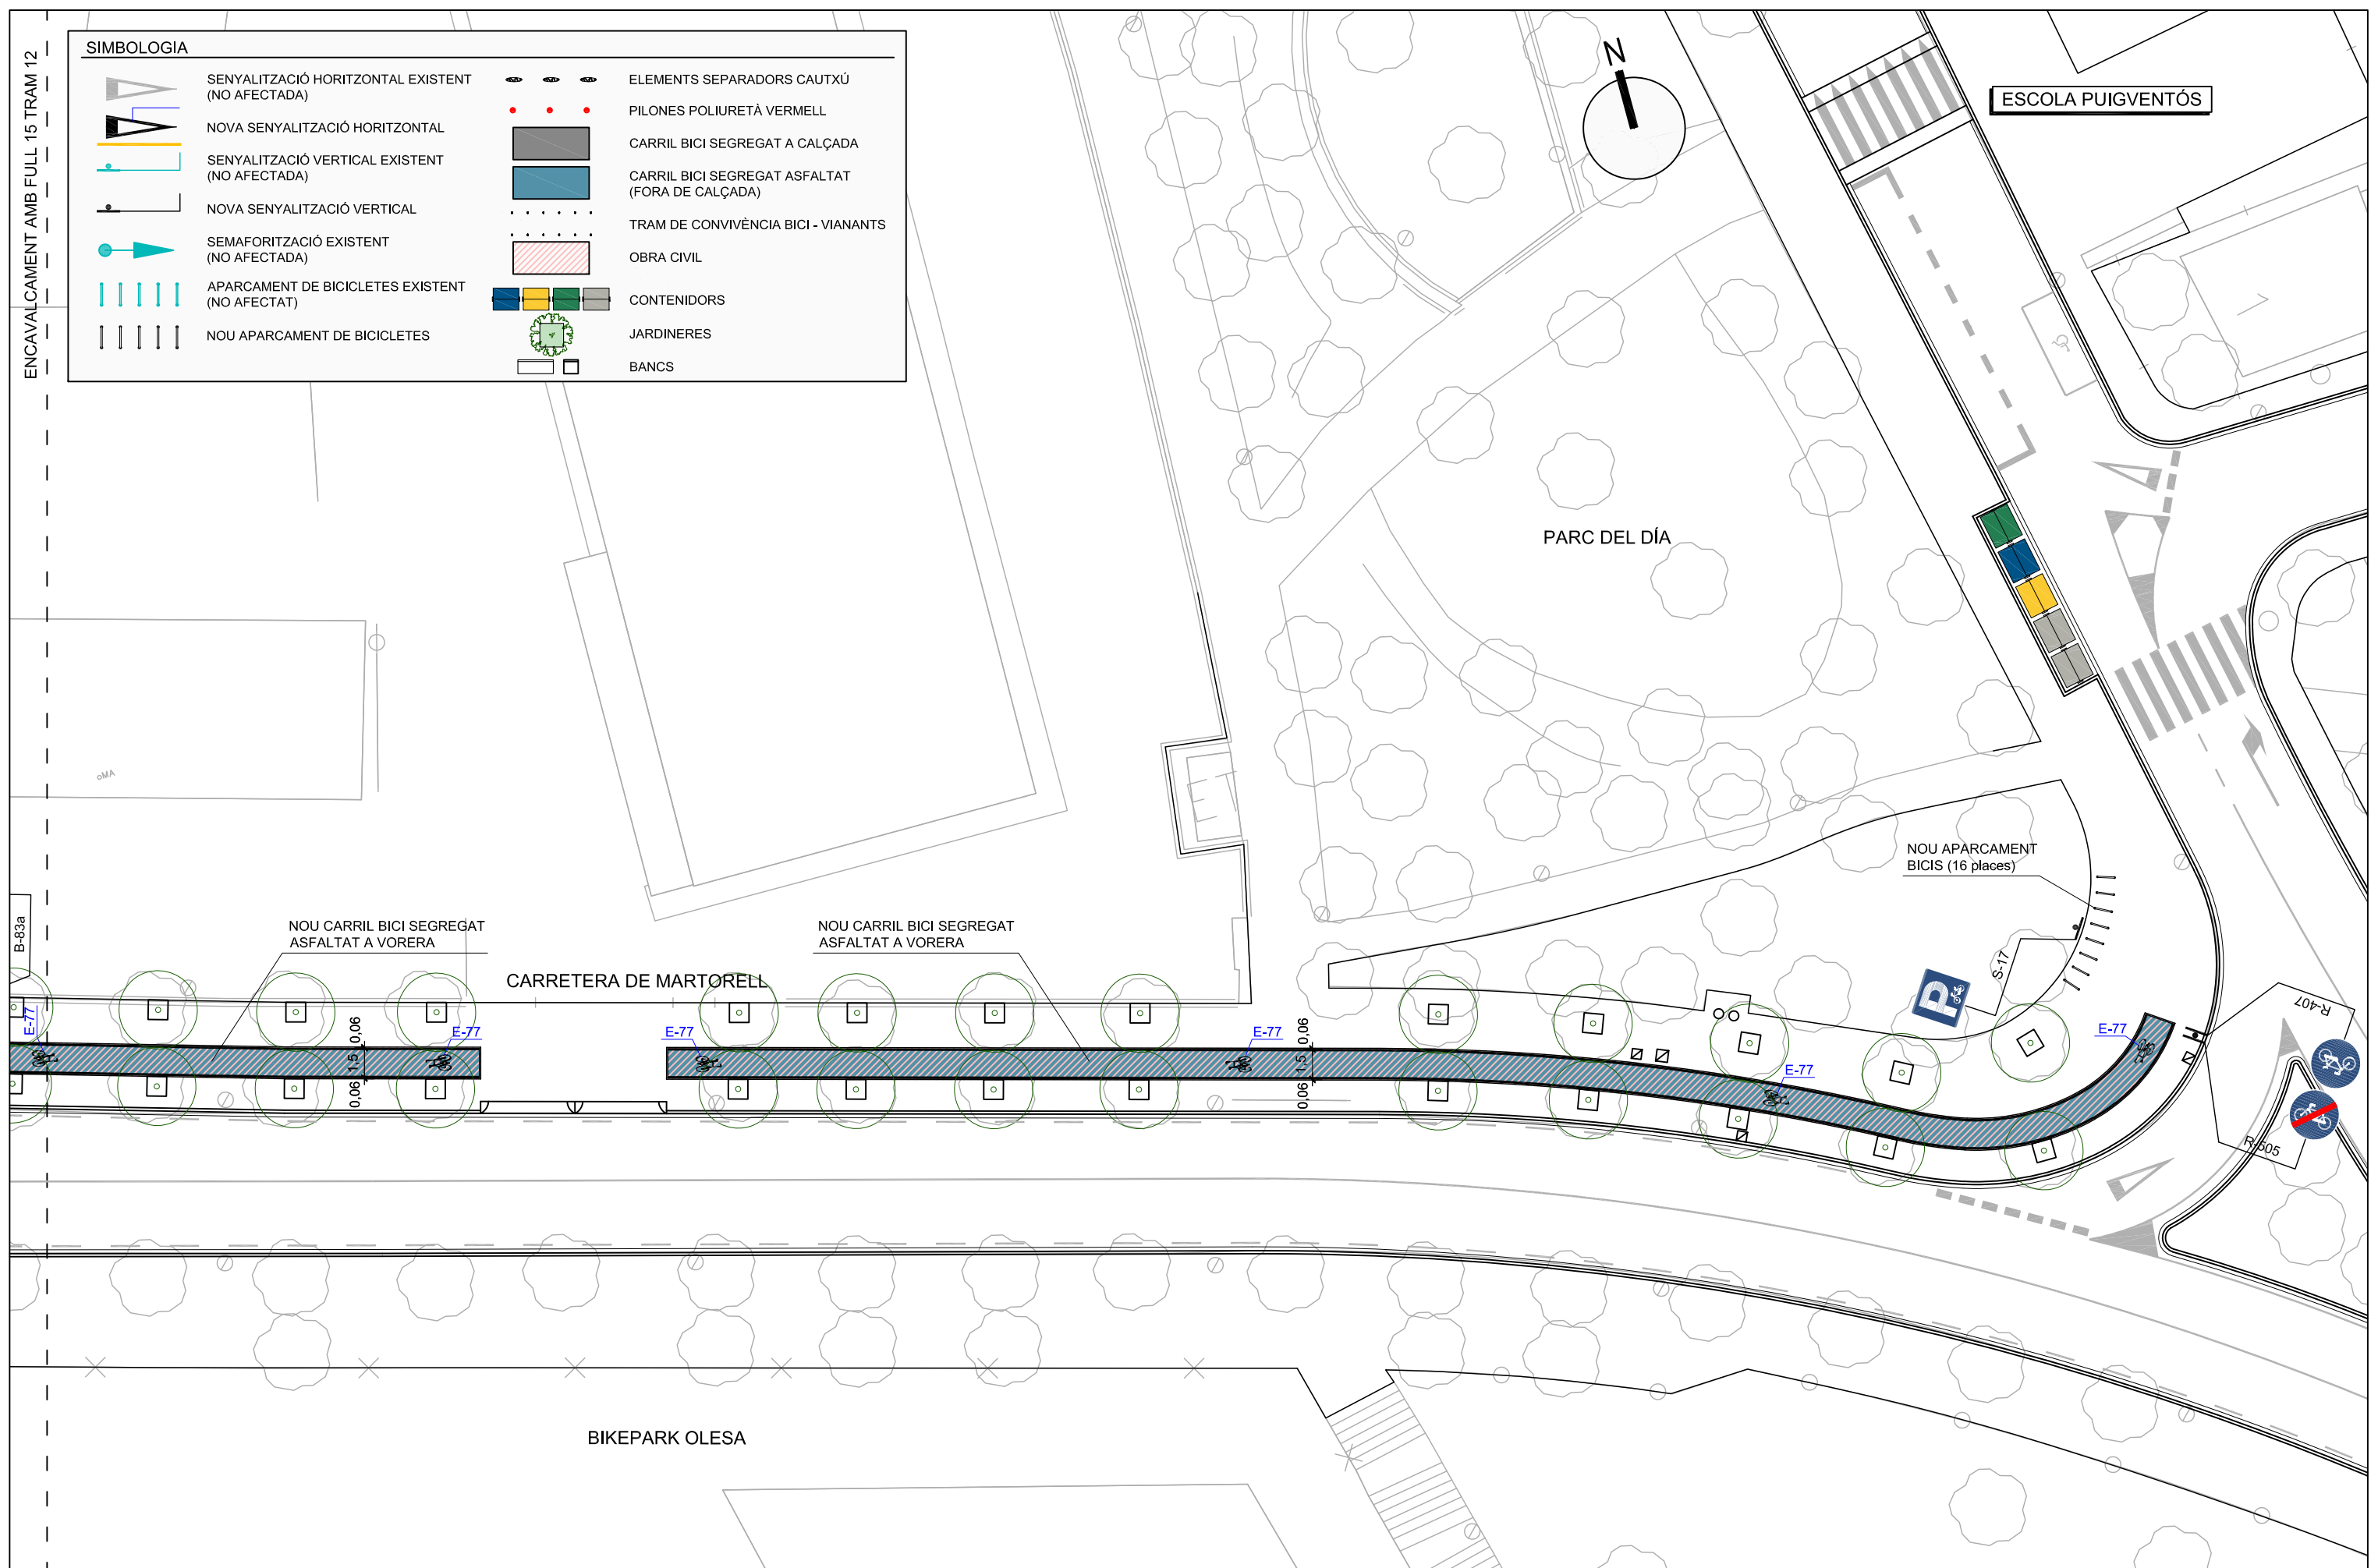 ENCAVALCAMENT AMB FULL 15 TRAM 12
SIMBOLOGIA
SENYALITZACIÓ HORITZONTAL EXISTENT
(NO AFECTADA)
NOVA SENYALITZACIÓ HORITZONTAL
SENYALITZACIÓ VERTICAL EXISTENT
(NO AFECTADA)
NOVA SENYALITZACIÓ VERTICAL
SEMAFORITZACIÓ EXISTENT
(NO AFECTADA)
APARCAMENT DE BICICLETES EXISTENT
(NO AFECTAT)
NOU APARCAMENT DE BICICLETES
ELEMENTS SEPARADORS CAUTXÚ
PILONES POLIURETÀ VERMELL
CARRIL BICI SEGREGAT A CALÇADA
CARRIL BICI SEGREGAT ASFALTAT
(FORA DE CALÇADA)
TRAM DE CONVIVÈNCIA BICI - VIANANTS
OBRA CIVIL
CONTENIDORS
JARDINERES
BANCS
N
ESCOLA PUIGVENTÓS
PARC DEL DÍA
oMA
NOU APARCAMENT
BICIS (16 places)
B-83a
NOU CARRIL BICI SEGREGAT
ASFALTAT A VORERA
NOU CARRIL BICI SEGREGAT
ASFALTAT A VORERA
CARRETERA DE MARTORELL
S-17
P
R-407
E-77
E-77
E-77
E-77
E-77
E-77
0,06 1,5 0,06
0,06 1,5 0,06
R-505
BIKEPARK OLESA